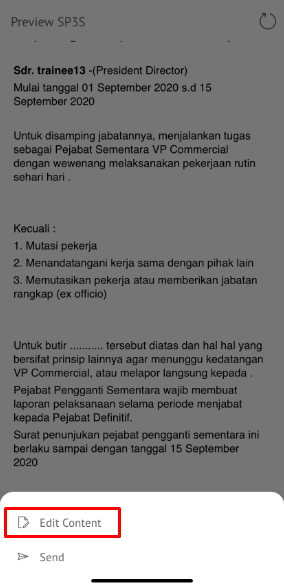 Preview SP3S
Sdr. trainee13 -(President Director)
Mulai tanggal 01 September 2020 s.d 15
September 2020
Untuk disamping jabatannya, menjalankan tugas
sebagai Pejabat Sementara VP Commercial
dengan wewenang melaksanakan pekerjaan rutin
sehari hari .
Kecuali :
1. Mutasi pekerja
2. Menandatangani kerja sama dengan pihak lain
3. Memutasikan pekerja atau memberikan jabatan
rangkap (ex officio)
Untuk butir ........... tersebut diatas dan hal hal yang
bersifat prinsip lainnya agar menunggu kedatangan
VP Commercial, atau melapor langsung kepada .
Pejabat Pengganti Sementara wajib membuat
laporan pelaksanaan selama periode menjabat
kepada Pejabat Definitif.
Surat penunjukan pejabat pengganti sementara ini
berlaku sampai dengan tanggal 15 September
2020
Edit Content
Send